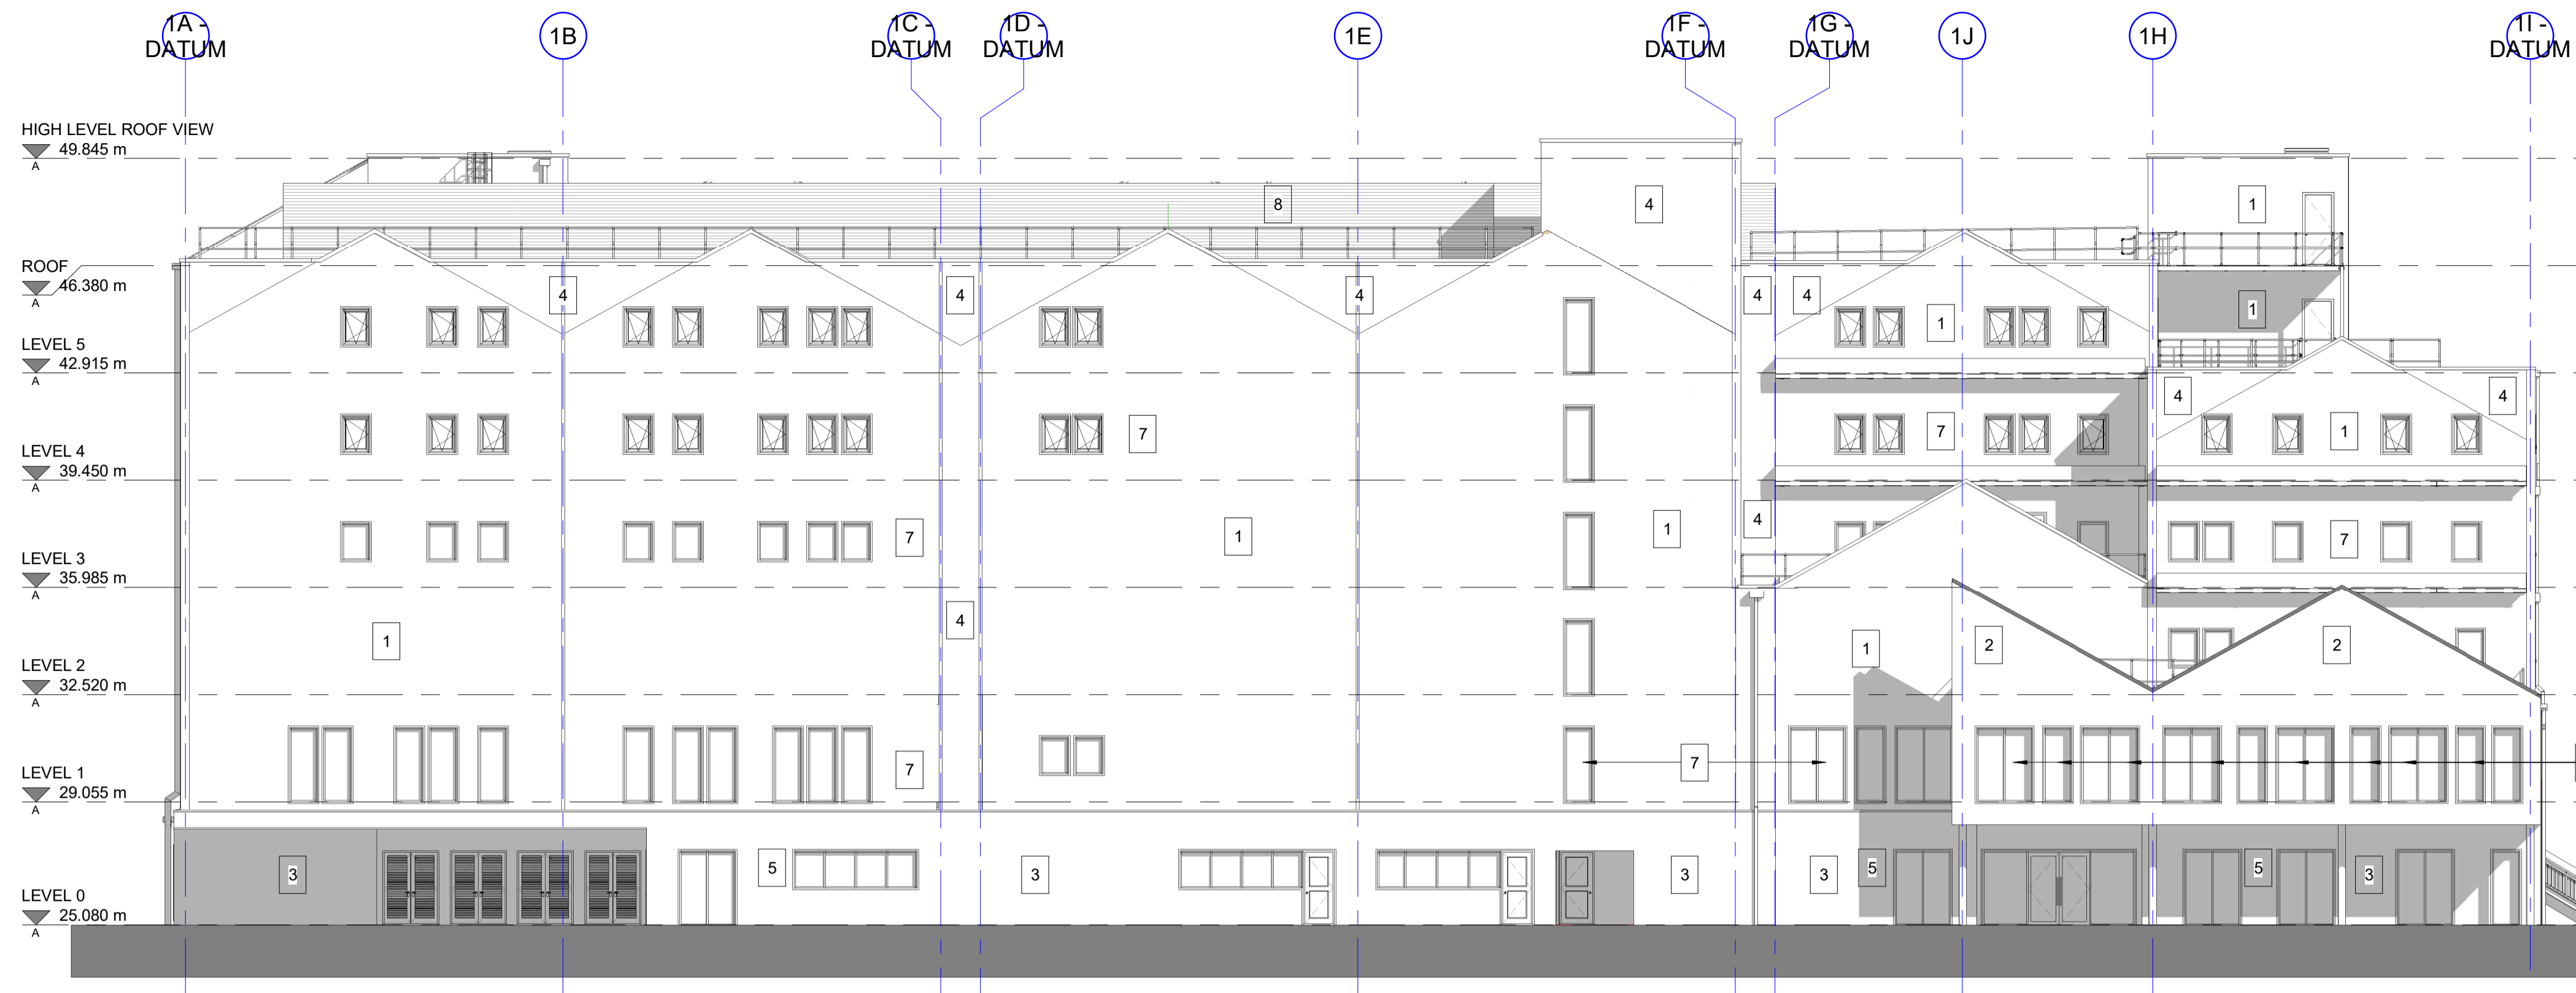 1A - DATUM
1B
1C - DATUM
1D - DATUM
1E
1F - DATUM
1G - DATUM
1J
1H
1I - DATUM
HIGH LEVEL ROOF VIEW
49.845 m
A
8
4
1
ROOF
46.380 m
A
4
4
4
4
4
1
1
LEVEL 5
42.915 m
A
4
4
7
7
1
1
LEVEL 4
39.450 m
A
7
1
1
4
7
LEVEL 3
35.985 m
A
1
4
1
2
2
LEVEL 2
32.520 m
A
7
7
LEVEL 1
29.055 m
A
3
5
3
3
3
5
5
3
LEVEL 0
25.080 m
A